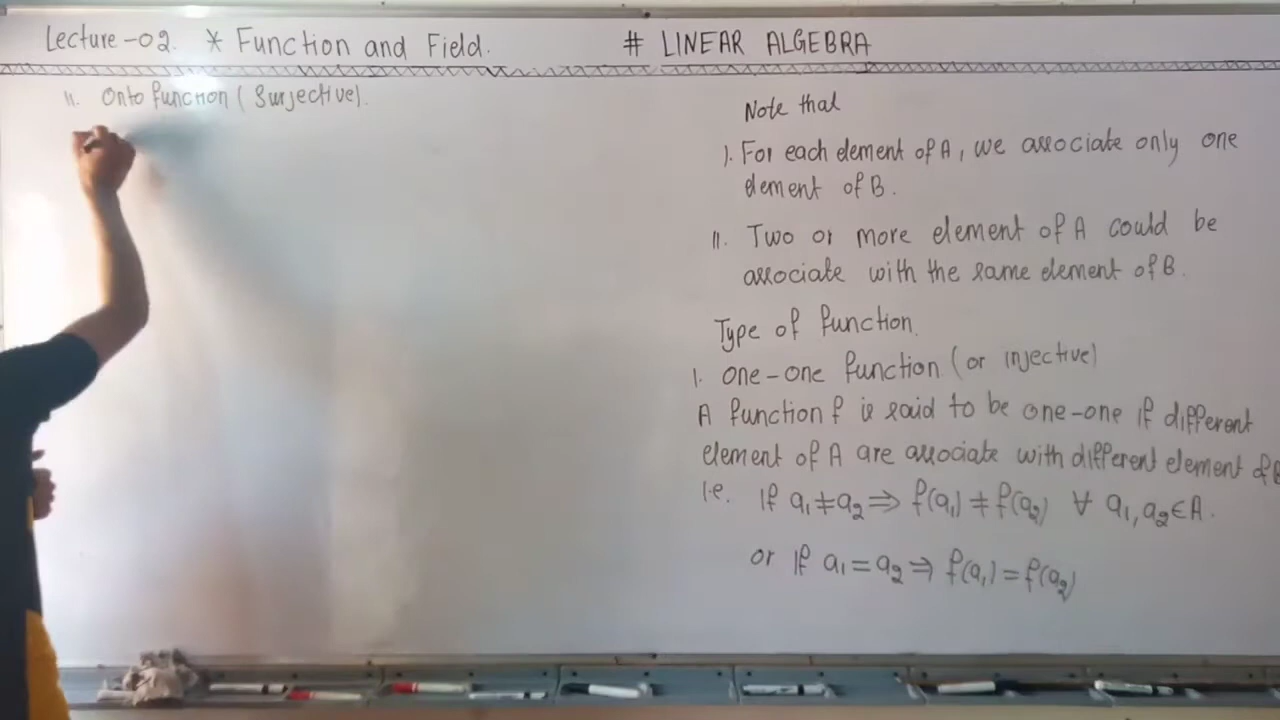 Lecture-02. * Function and Field. # LINEAR ALGEBRA
II. Onto function (Surjective).
Note that
I. For each element of A, we associate only one
element of B.
II. Two or more element of A could be
associate with the same element of B.
Type of function.
I. one-one function (or injective)
A function f is said to be one-one if different
element of A are associate with different element of B
I.e. If a₁≠a₂ ⇒ f(a₁) ≠ f(a₂) ∀ a₁, a₂ ∈ A.
or If a₁ = a₂ ⇒ f(a₁) = f(a₂)